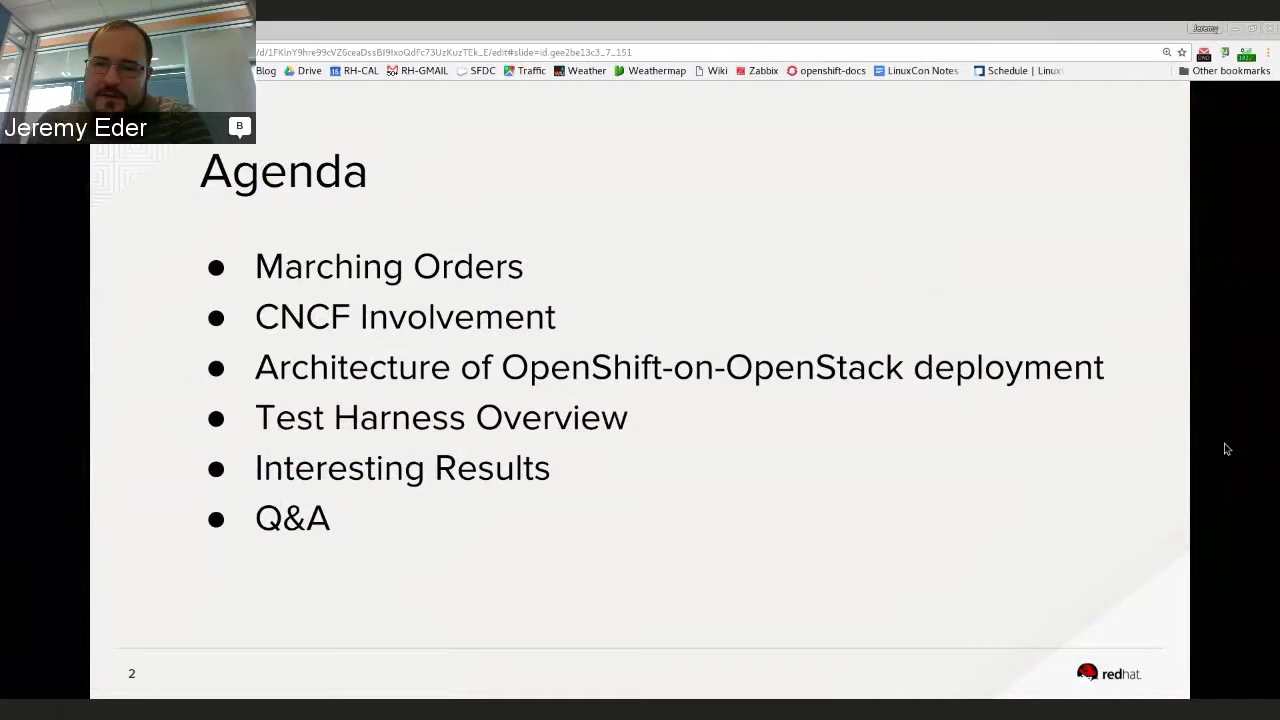 Jeremy
/d/1FKlnY9hre99cVZ6ceaDssBI9IxoQdFc73UzKuzTEk_E/edit#slide=id.gee2be13c3_7_151
Blog Drive RH-CAL RH-GMAIL SFDC Traffic Weather Weathermap Wiki Zabbix openshift-docs LinuxCon Notes Schedule | Linux Other bookmarks
Jeremy Eder
B
Agenda
● Marching Orders
● CNCF Involvement
● Architecture of OpenShift-on-OpenStack deployment
● Test Harness Overview
● Interesting Results
● Q&A
2
redhat.